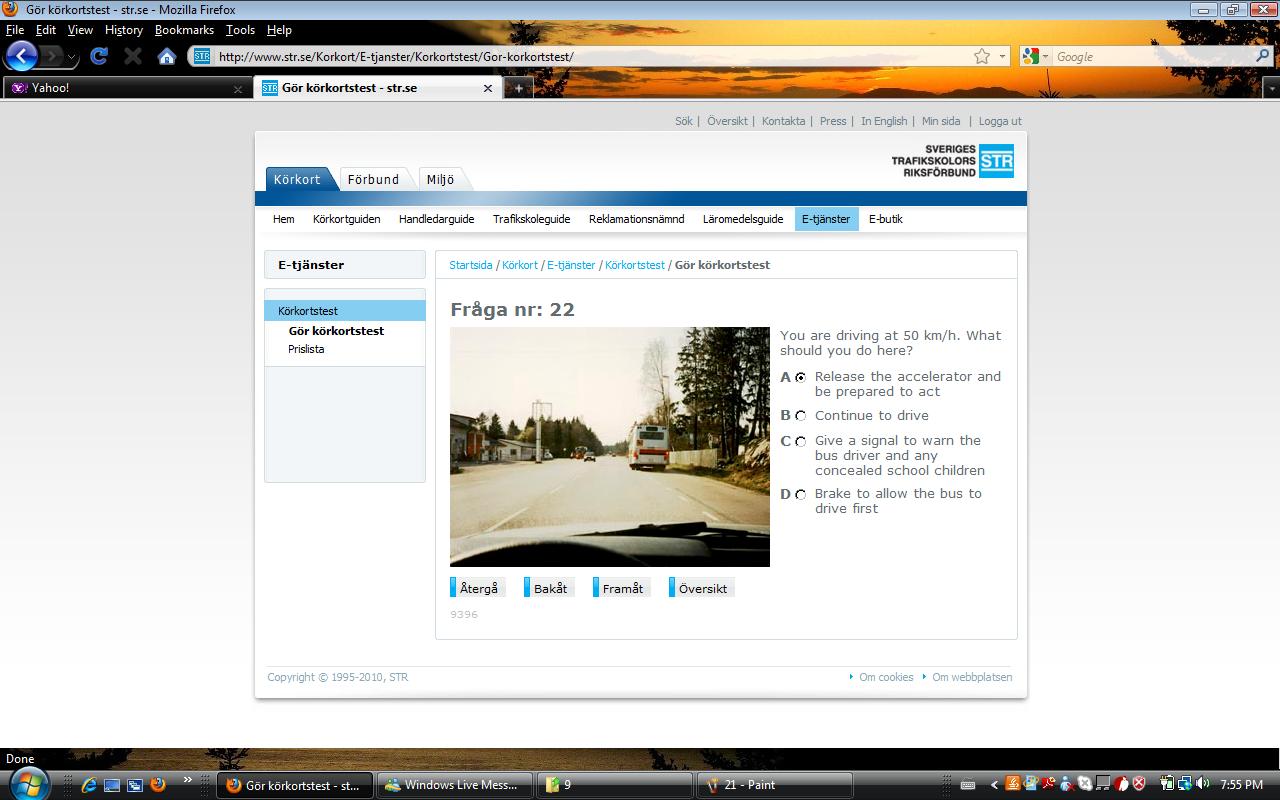 Gör körkortstest - str.se - Mozilla Firefox
File Edit View History Bookmarks Tools Help
STR http://www.str.se/Korkort/E-tjanster/Korkortstest/Gor-korkortstest/
Google
Yahoo!
STR Gör körkortstest - str.se
Sök | Översikt | Kontakta | Press | In English | Min sida | Logga ut
SVERIGES
TRAFIKSKOLORS
RIKSFÖRBUND
STR
Körkort Förbund Miljö
Hem Körkortguiden Handledarguide Trafikskoleguide Reklamationsnämnd Läromedelsguide E-tjänster E-butik
E-tjänster
Startsida / Körkort / E-tjänster / Körkortstest / Gör körkortstest
Körkortstest
Gör körkortstest
Prislista
Fråga nr: 22
You are driving at 50 km/h. What
should you do here?
A Release the accelerator and
be prepared to act
B Continue to drive
C Give a signal to warn the
bus driver and any
concealed school children
D Brake to allow the bus to
drive first
Återgå Bakåt Framåt Översikt
9396
Copyright © 1995-2010, STR
Om cookies Om webbplatsen
Done
Gör körkortstest - st...
Windows Live Mess...
9
21 - Paint
7:55 PM